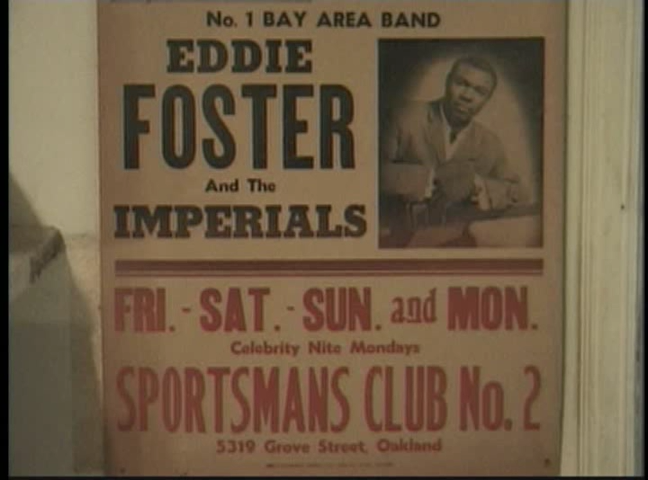 No. 1 BAY AREA BAND
EDDIE
FOSTER
And The
IMPERIALS
FRI. - SAT. - SUN. and MON.
Celebrity Nite Mondays
SPORTSMANS CLUB No. 2
5319 Grove Street, Oakland